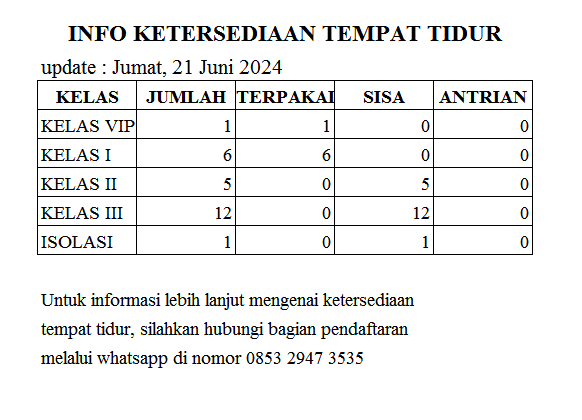 INFO KETERSEDIAAN TEMPAT TIDUR
update : Jumat, 21 Juni 2024
KELAS JUMLAH TERPAKAI SISA ANTRIAN
KELAS VIP 1 1 0 0
KELAS I 6 6 0 0
KELAS II 5 0 5 0
KELAS III 12 0 12 0
ISOLASI 1 0 1 0
Untuk informasi lebih lanjut mengenai ketersediaan
tempat tidur, silahkan hubungi bagian pendaftaran
melalui whatsapp di nomor 0853 2947 3535